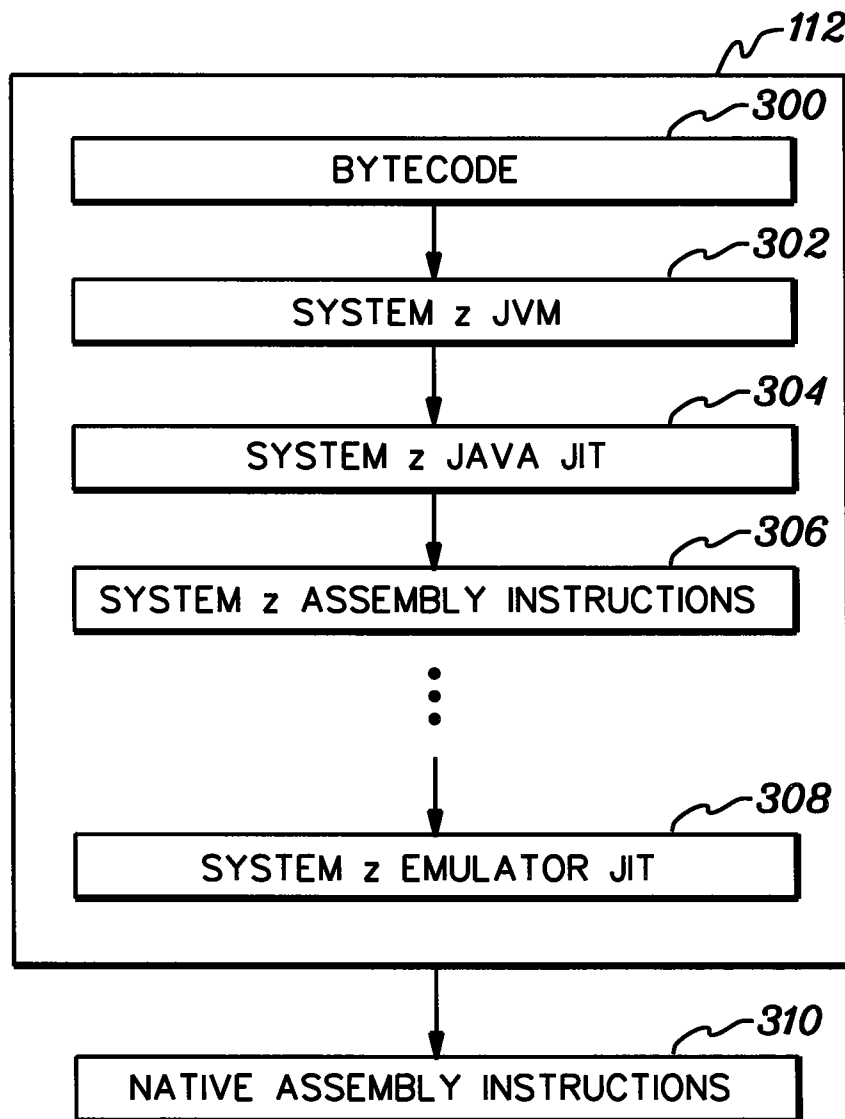 112
300
BYTECODE
302
SYSTEM z JVM
304
SYSTEM z JAVA JIT
306
SYSTEM z ASSEMBLY INSTRUCTIONS
308
SYSTEM z EMULATOR JIT
310
NATIVE ASSEMBLY INSTRUCTIONS